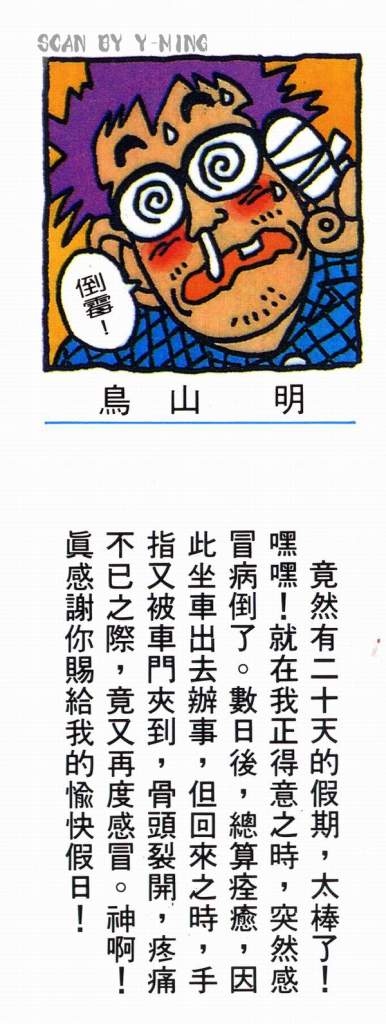 SCAN BY Y-MING
倒霉！
鳥山 明
竟然有二十天的假期，太棒了！
嘿嘿！就在我正得意之時，突然感
冒病倒了。數日後，總算痊癒，因
此坐車出去辦事，但回來之時，手
指又被車門夾到，骨頭裂開，疼痛
不已之際，竟又再度感冒。神啊！
眞感謝你賜給我的愉快假日！